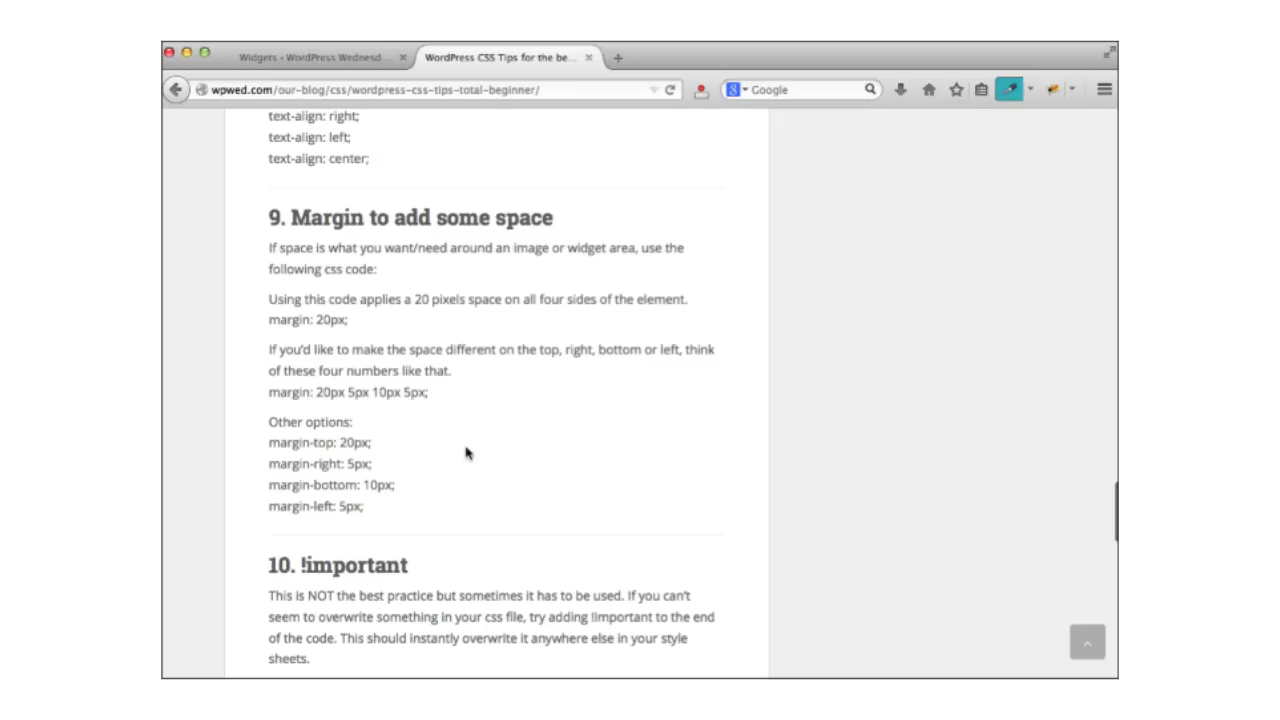 Widgets ‹ WordPress Wednesd...
WordPress CSS Tips for the be...
wpwed.com/our-blog/css/wordpress-css-tips-total-beginner/
Google
text-align: right;
text-align: left;
text-align: center;
9. Margin to add some space
If space is what you want/need around an image or widget area, use the
following css code:
Using this code applies a 20 pixels space on all four sides of the element.
margin: 20px;
If you'd like to make the space different on the top, right, bottom or left, think
of these four numbers like that.
margin: 20px 5px 10px 5px;
Other options:
margin-top: 20px;
margin-right: 5px;
margin-bottom: 10px;
margin-left: 5px;
10. !important
This is NOT the best practice but sometimes it has to be used. If you can't
seem to overwrite something in your css file, try adding !important to the end
of the code. This should instantly overwrite it anywhere else in your style
sheets.